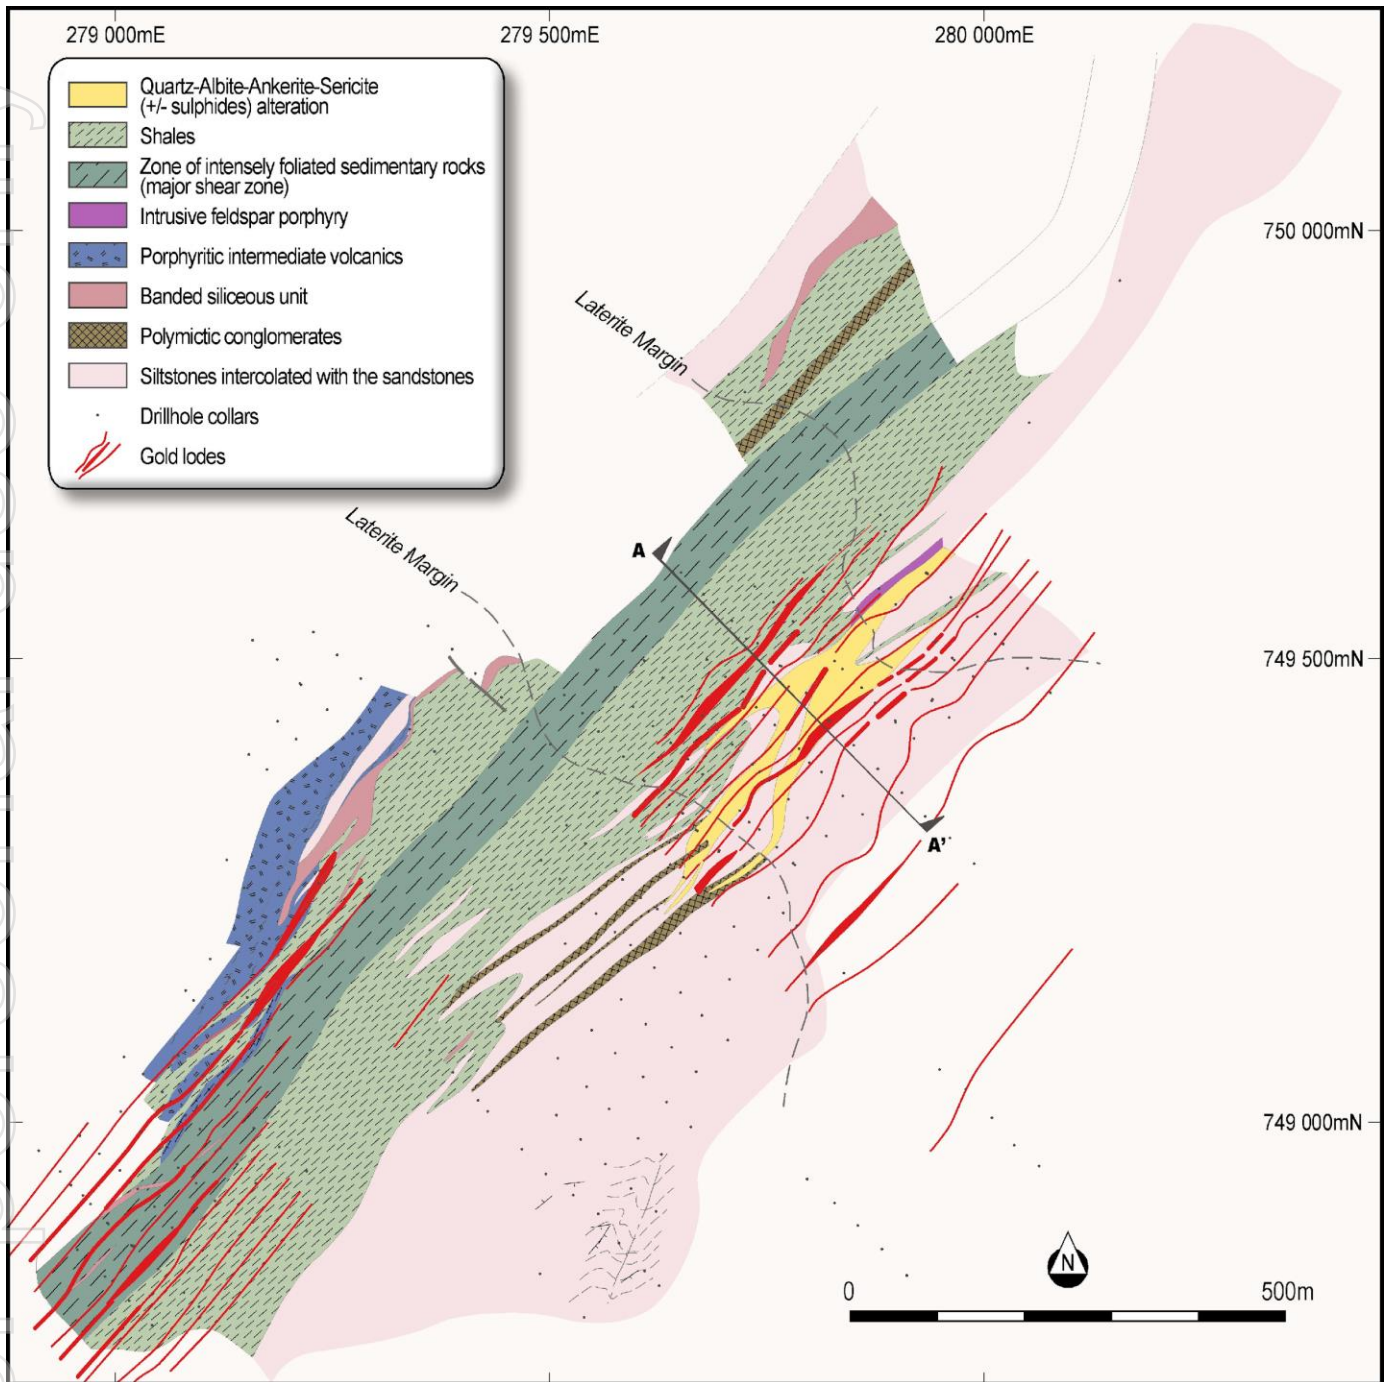 279 000mE
279 500mE
280 000mE
Quartz-Albite-Ankerite-Sericite
(+/- sulphides) alteration
Shales
Zone of intensely foliated sedimentary rocks
(major shear zone)
Intrusive feldspar porphyry
Porphyritic intermediate volcanics
Banded siliceous unit
Polymictic conglomerates
Siltstones intercolated with the sandstones
Drillhole collars
Gold lodes
750 000mN
Laterite Margin
Laterite Margin
A
749 500mN
A'
749 000mN
N
0
500m